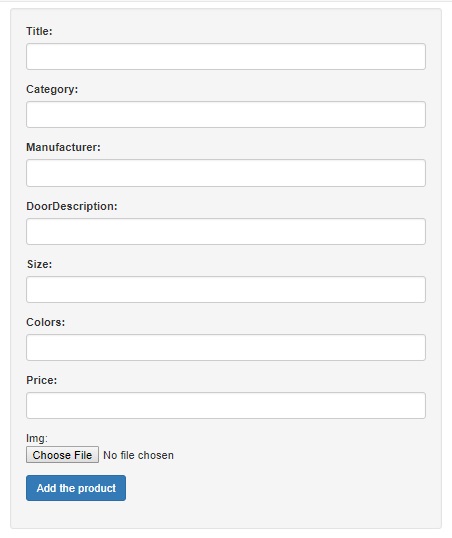 Title:
Category:
Manufacturer:
DoorDescription:
Size:
Colors:
Price:
Img:
Choose File No file chosen
Add the product